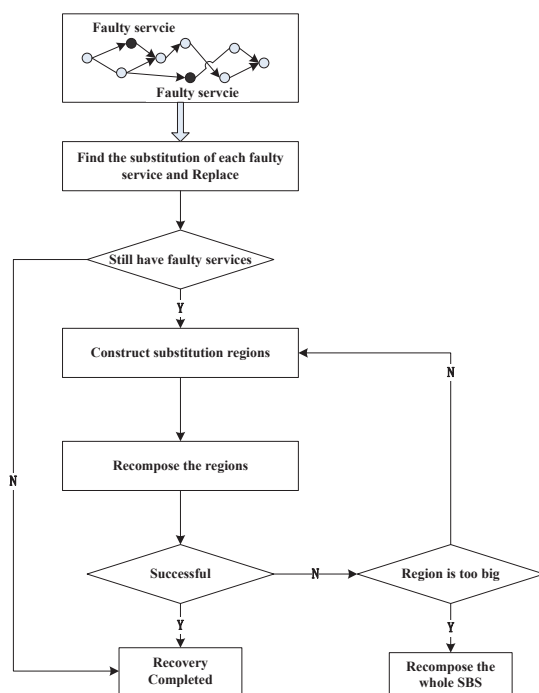 Faulty servcie
Faulty servcie
Find the substitution of each faulty
service and Replace
Still have faulty services
Y
Construct substitution regions
N
Recompose the regions
N
Successful
N
Region is too big
Y
Y
Recovery
Completed
Recompose the
whole SBS